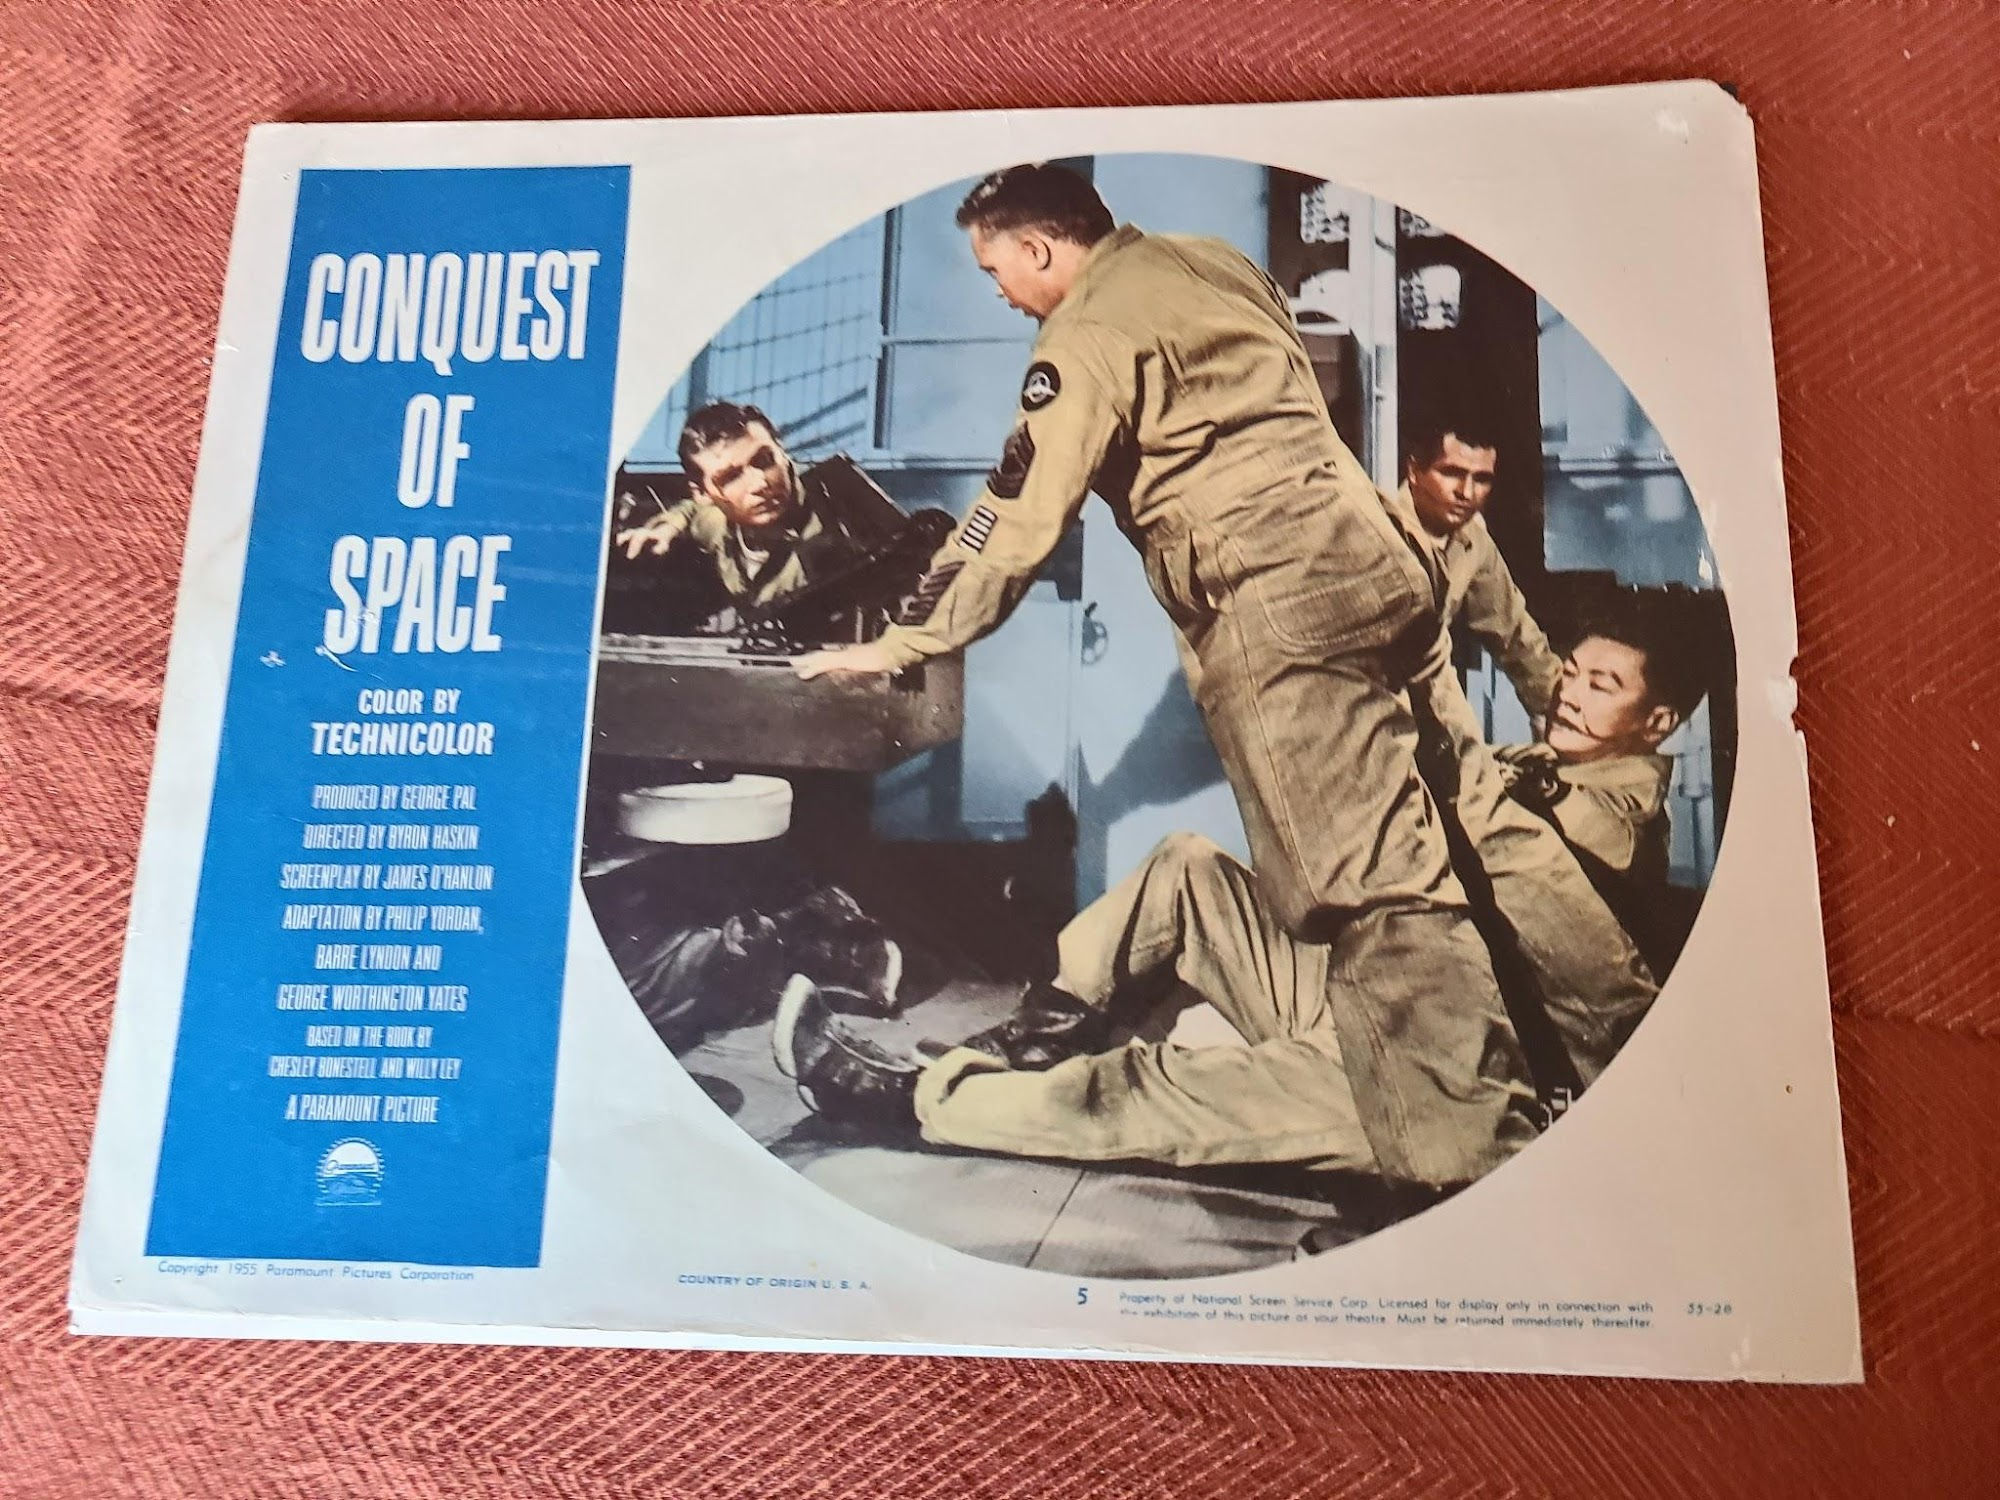 CONQUEST
OF
SPACE
COLOR BY
TECHNICOLOR
PRODUCED BY GEORGE PAL
DIRECTED BY BYRON HASKIN
SCREENPLAY BY JAMES O'HANLON
ADAPTATION BY PHILIP YORDAN,
BARRE LYNDON AND
GEORGE WORTHINGTON YATES
BASED ON THE BOOK BY
CHESLEY BONESTELL AND WILLY LEY
A PARAMOUNT PICTURE
Copyright 1955 Paramount Pictures Corporation
COUNTRY OF ORIGIN U. S. A.
5
Property of National Screen Service Corp. Licensed for display only in connection with
the exhibition of this picture at your theatre. Must be returned immediately thereafter.
55-28